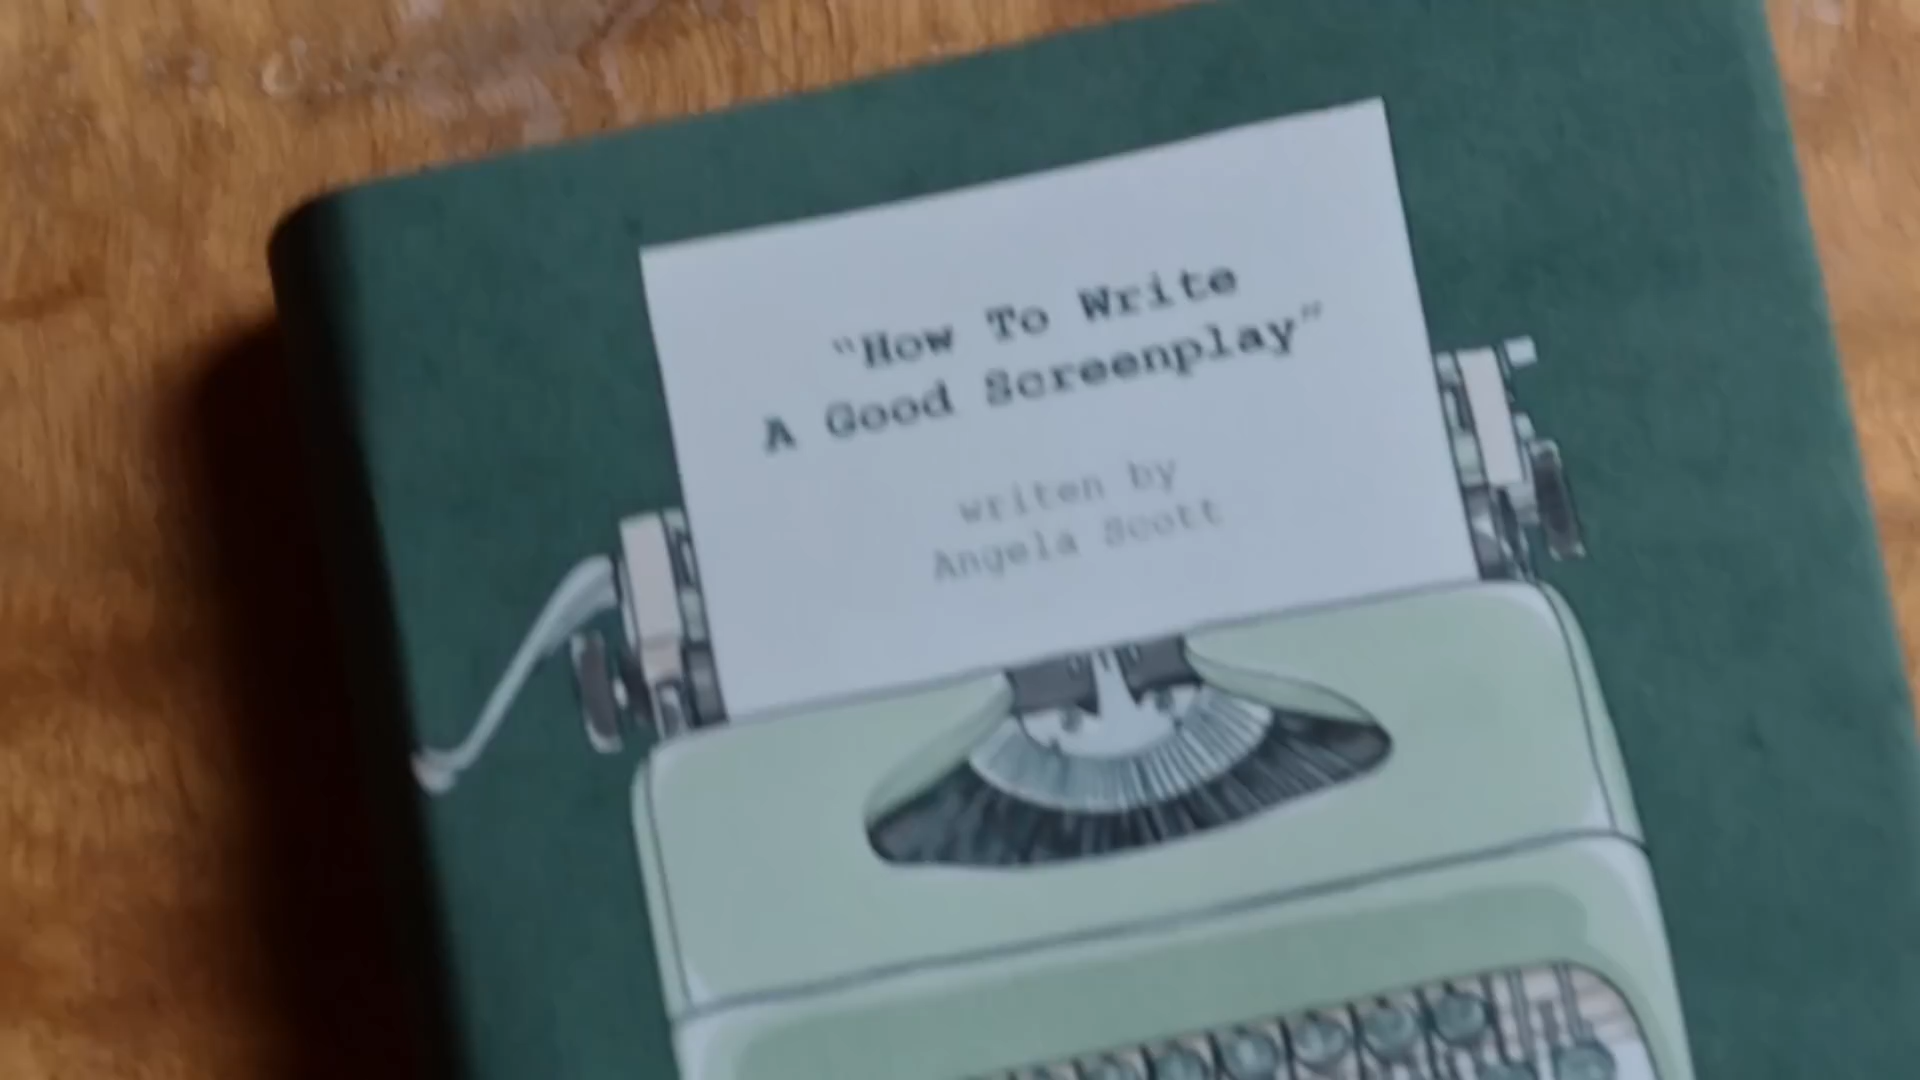 “How To Write
A Good Screenplay”
writen by
Angela Scott